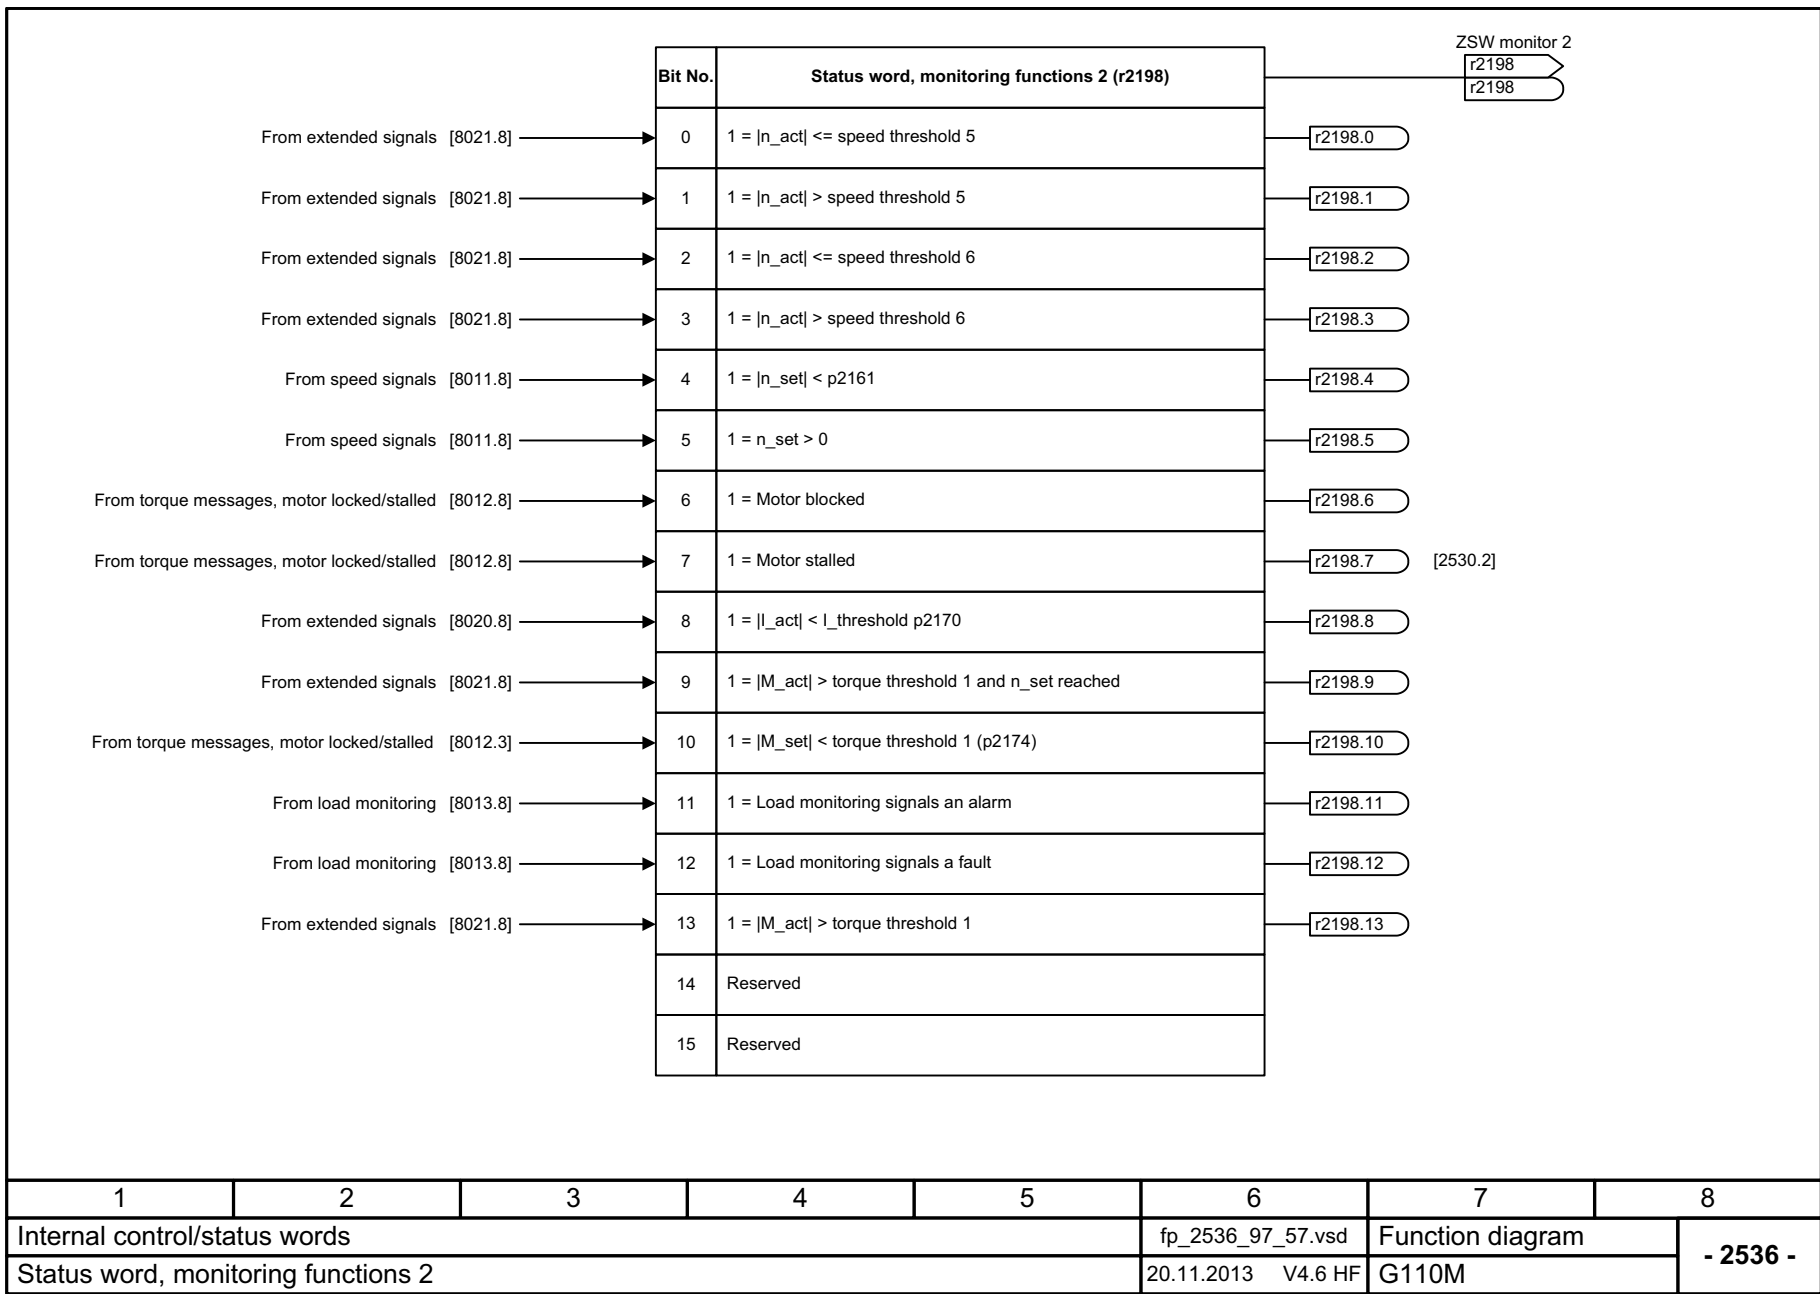 ZSW monitor 2
Bit No. Status word, monitoring functions 2 (r2198) r2198
r2198
From extended signals [8021.8] 0 1 = |n_act| <= speed threshold 5 r2198.0
From extended signals [8021.8] 1 1 = |n_act| > speed threshold 5 r2198.1
From extended signals [8021.8] 2 1 = |n_act| <= speed threshold 6 r2198.2
From extended signals [8021.8] 3 1 = |n_act| > speed threshold 6 r2198.3
From speed signals [8011.8] 4 1 = |n_set| < p2161 r2198.4
From speed signals [8011.8] 5 1 = n_set > 0 r2198.5
From torque messages, motor locked/stalled [8012.8] 6 1 = Motor blocked r2198.6
From torque messages, motor locked/stalled [8012.8] 7 1 = Motor stalled r2198.7 [2530.2]
From extended signals [8020.8] 8 1 = |I_act| < I_threshold p2170 r2198.8
From extended signals [8021.8] 9 1 = |M_act| > torque threshold 1 and n_set reached r2198.9
From torque messages, motor locked/stalled [8012.3] 10 1 = |M_set| < torque threshold 1 (p2174) r2198.10
From load monitoring [8013.8] 11 1 = Load monitoring signals an alarm r2198.11
From load monitoring [8013.8] 12 1 = Load monitoring signals a fault r2198.12
From extended signals [8021.8] 13 1 = |M_act| > torque threshold 1 r2198.13
14 Reserved
15 Reserved
1 2 3 4 5 6 7 8
Internal control/status words fp_2536_97_57.vsd Function diagram - 2536 -
Status word, monitoring functions 2 20.11.2013 V4.6 HF G110M